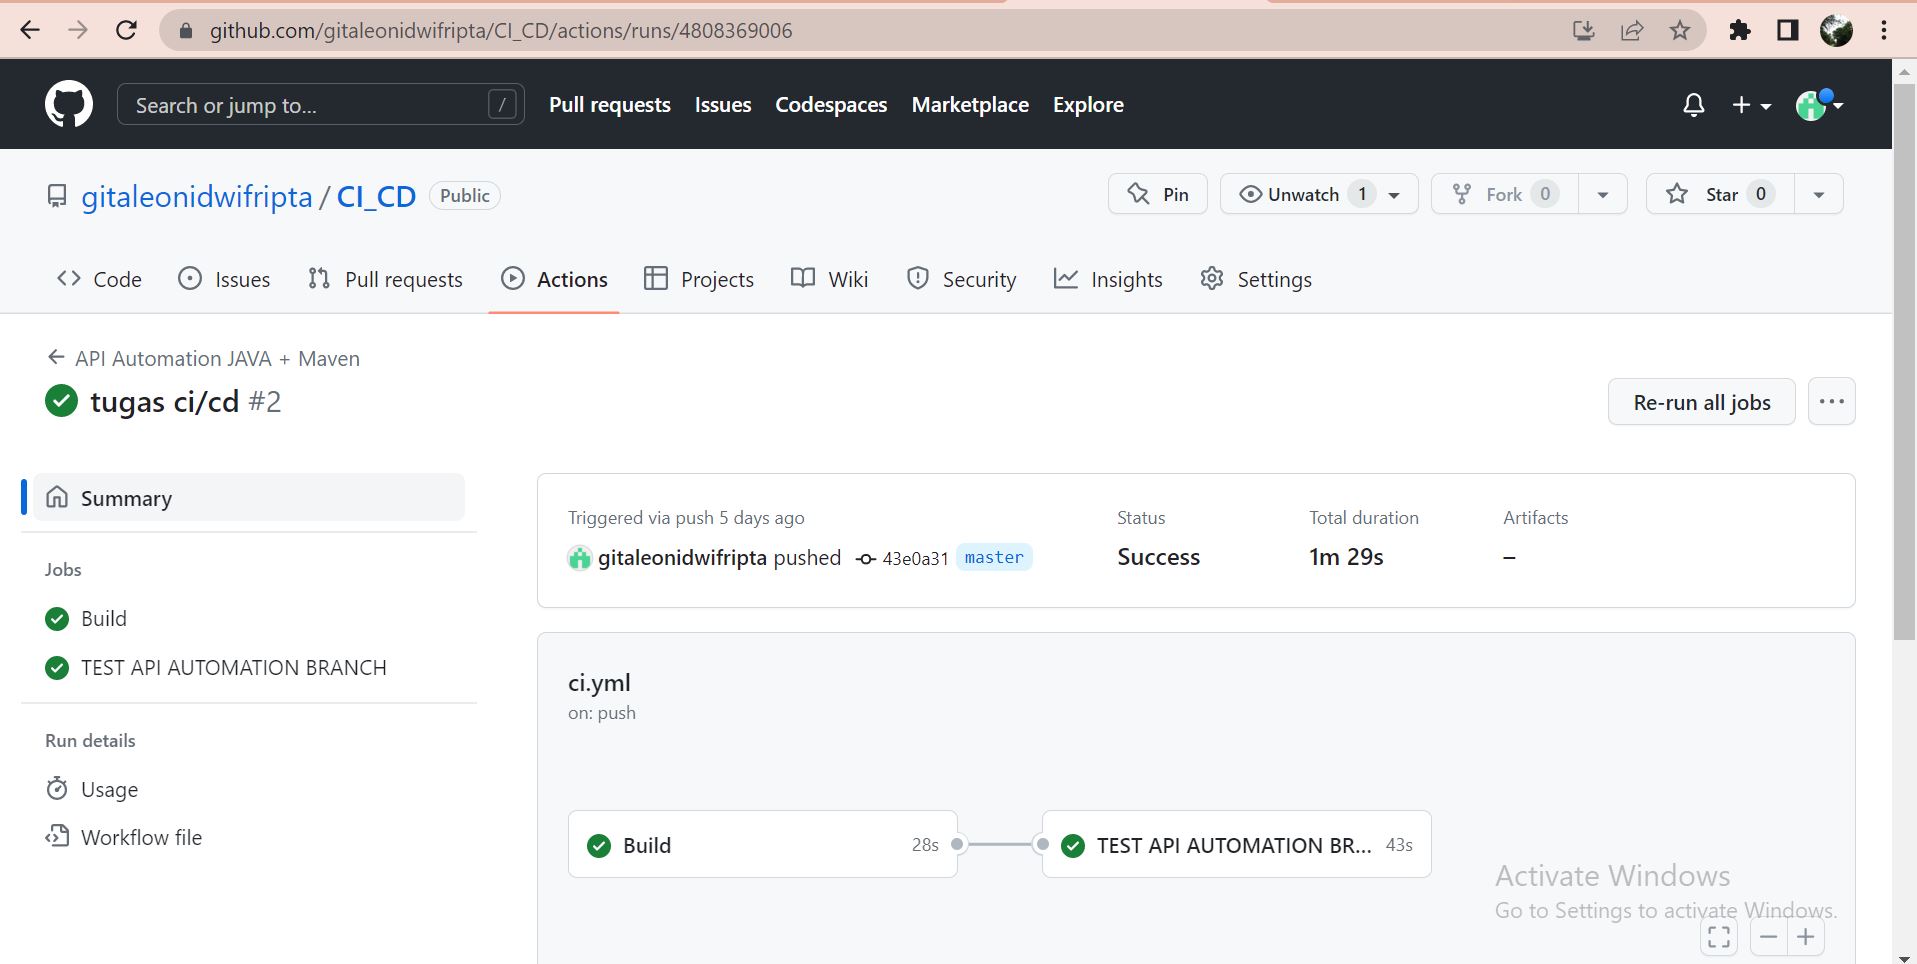 github.com/gitaleonidwifripta/CI_CD/actions/runs/4808369006
Search or jump to... /
Pull requests Issues Codespaces Marketplace Explore
gitaleonidwifripta / CI_CD Public
Pin Unwatch 1 Fork 0 Star 0
Code Issues Pull requests Actions Projects Wiki Security Insights Settings
API Automation JAVA + Maven
tugas ci/cd #2
Re-run all jobs
Summary
Jobs
Build
TEST API AUTOMATION BRANCH
Run details
Usage
Workflow file
Triggered via push 5 days ago
gitaleonidwifripta pushed 43e0a31 master
Status
Success
Total duration
1m 29s
Artifacts
–
ci.yml
on: push
Build 28s
TEST API AUTOMATION BR... 43s
Activate Windows
Go to Settings to activate Windows.